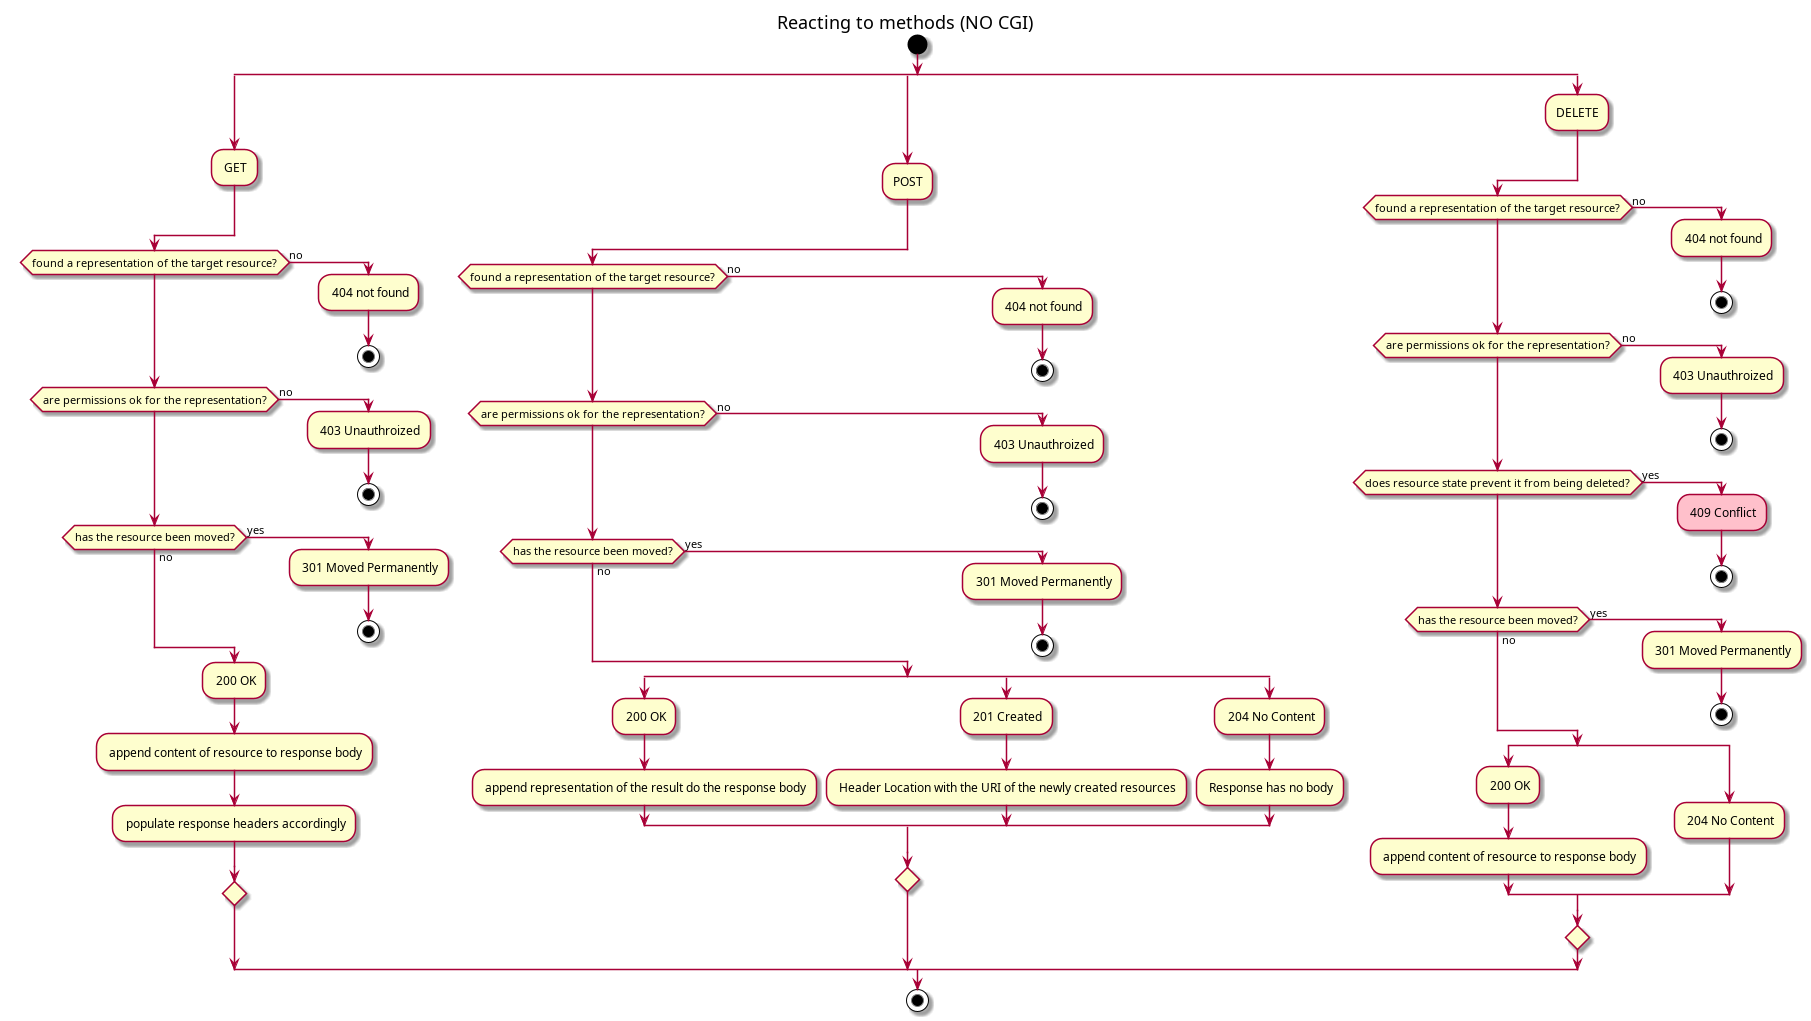 Reacting to methods (NO CGI)
GET
found a representation of the target resource?
no
404 not found
are permissions ok for the representation?
no
403 Unauthroized
has the resource been moved?
yes
no
301 Moved Permanently
200 OK
append content of resource to response body
populate response headers accordingly
POST
found a representation of the target resource?
no
404 not found
are permissions ok for the representation?
no
403 Unauthroized
has the resource been moved?
yes
no
301 Moved Permanently
200 OK
append representation of the result do the response body
201 Created
Header Location with the URI of the newly created resources
204 No Content
Response has no body
DELETE
found a representation of the target resource?
no
404 not found
are permissions ok for the representation?
no
403 Unauthroized
does resource state prevent it from being deleted?
yes
409 Conflict
has the resource been moved?
yes
no
301 Moved Permanently
200 OK
append content of resource to response body
204 No Content